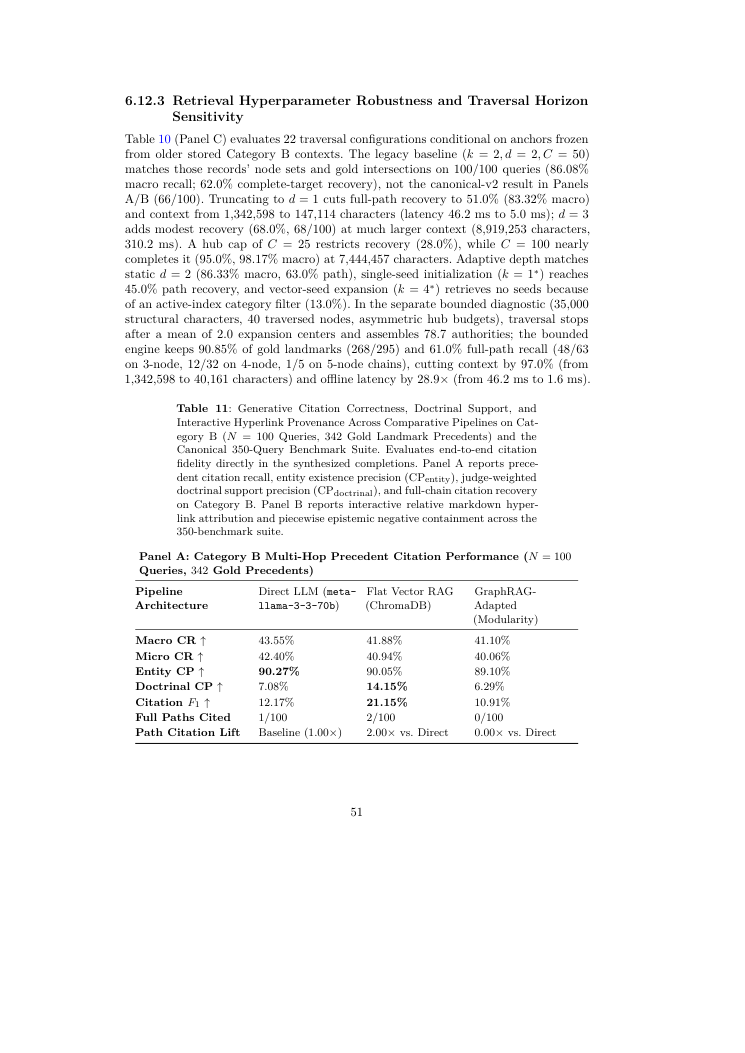 6.12.3 Retrieval Hyperparameter Robustness and Traversal Horizon
Sensitivity
Table 10 (Panel C) evaluates 22 traversal configurations conditional on anchors frozen
from older stored Category B contexts. The legacy baseline (k = 2, d = 2, C = 50)
matches those records' node sets and gold intersections on 100/100 queries (86.08%
macro recall; 62.0% complete-target recovery), not the canonical-v2 result in Panels
A/B (66/100). Truncating to d = 1 cuts full-path recovery to 51.0% (83.32% macro)
and context from 1,342,598 to 147,114 characters (latency 46.2 ms to 5.0 ms); d = 3
adds modest recovery (68.0%, 68/100) at much larger context (8,919,253 characters,
310.2 ms). A hub cap of C = 25 restricts recovery (28.0%), while C = 100 nearly
completes it (95.0%, 98.17% macro) at 7,444,457 characters. Adaptive depth matches
static d = 2 (86.33% macro, 63.0% path), single-seed initialization (k = 1*) reaches
45.0% path recovery, and vector-seed expansion (k = 4*) retrieves no seeds because
of an active-index category filter (13.0%). In the separate bounded diagnostic (35,000
structural characters, 40 traversed nodes, asymmetric hub budgets), traversal stops
after a mean of 2.0 expansion centers and assembles 78.7 authorities; the bounded
engine keeps 90.85% of gold landmarks (268/295) and 61.0% full-path recall (48/63
on 3-node, 12/32 on 4-node, 1/5 on 5-node chains), cutting context by 97.0% (from
1,342,598 to 40,161 characters) and offline latency by 28.9× (from 46.2 ms to 1.6 ms).
Table 11: Generative Citation Correctness, Doctrinal Support, and
Interactive Hyperlink Provenance Across Comparative Pipelines on Cat-
egory B (N = 100 Queries, 342 Gold Landmark Precedents) and the
Canonical 350-Query Benchmark Suite. Evaluates end-to-end citation
fidelity directly in the synthesized completions. Panel A reports prece-
dent citation recall, entity existence precision (CPentity), judge-weighted
doctrinal support precision (CPdoctrinal), and full-chain citation recovery
on Category B. Panel B reports interactive relative markdown hyper-
link attribution and piecewise epistemic negative containment across the
350-benchmark suite.
Panel A: Category B Multi-Hop Precedent Citation Performance (N = 100
Queries, 342 Gold Precedents)
Pipeline Direct LLM (meta- Flat Vector RAG GraphRAG-
Architecture llama-3-3-70b) (ChromaDB) Adapted
(Modularity)
Macro CR ↑ 43.55% 41.88% 41.10%
Micro CR ↑ 42.40% 40.94% 40.06%
Entity CP ↑ 90.27% 90.05% 89.10%
Doctrinal CP ↑ 7.08% 14.15% 6.29%
Citation F1 ↑ 12.17% 21.15% 10.91%
Full Paths Cited 1/100 2/100 0/100
Path Citation Lift Baseline (1.00×) 2.00× vs. Direct 0.00× vs. Direct
51